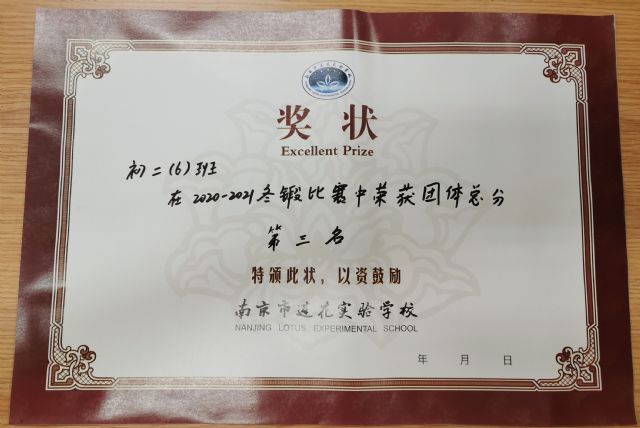 奖状
Excellent Prize
初二(6)班
在2020-2021冬锻比赛中荣获团体总分
第三名
特颁此状，以资鼓励
南京市莲花实验学校
NANJING LOTUS EXPERIMENTAL SCHOOL
年 月 日